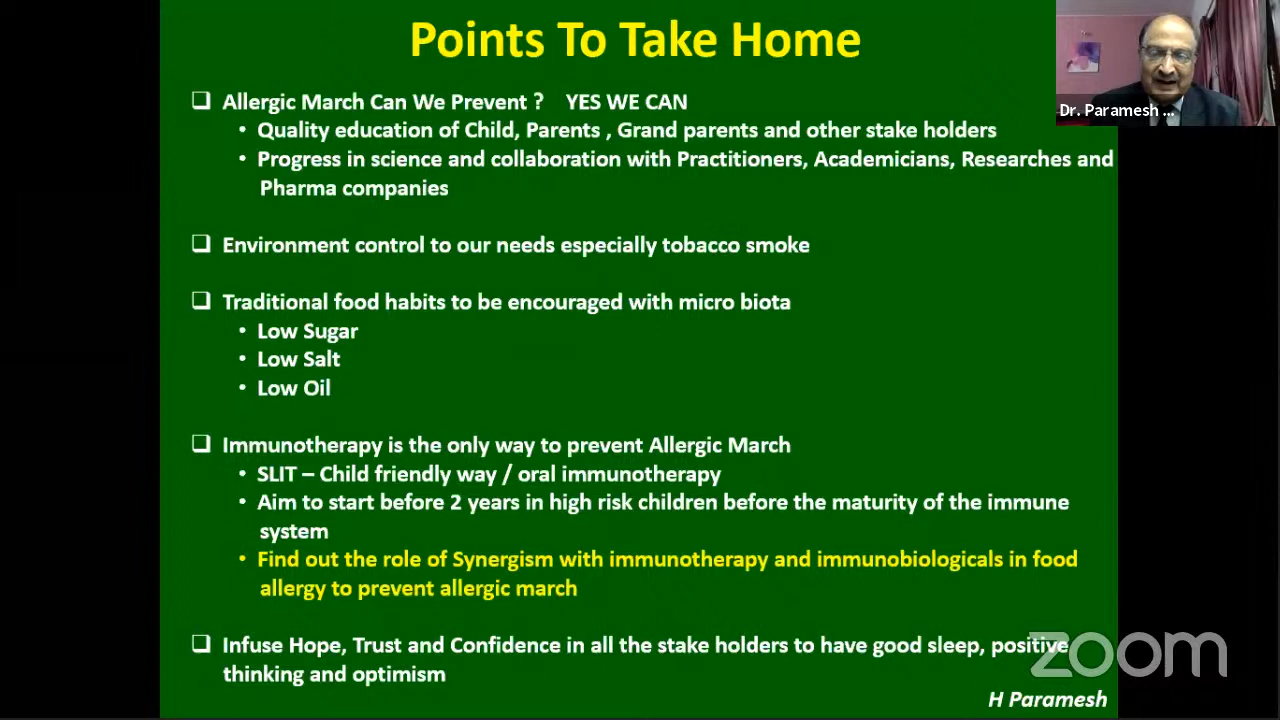 Points To Take Home
Dr. Paramesh ...
❑ Allergic March Can We Prevent ? YES WE CAN
• Quality education of Child, Parents , Grand parents and other stake holders
• Progress in science and collaboration with Practitioners, Academicians, Researches and
Pharma companies
❑ Environment control to our needs especially tobacco smoke
❑ Traditional food habits to be encouraged with micro biota
• Low Sugar
• Low Salt
• Low Oil
❑ Immunotherapy is the only way to prevent Allergic March
• SLIT – Child friendly way / oral immunotherapy
• Aim to start before 2 years in high risk children before the maturity of the immune
system
• Find out the role of Synergism with immunotherapy and immunobiologicals in food
allergy to prevent allergic march
❑ Infuse Hope, Trust and Confidence in all the stake holders to have good sleep, positive
thinking and optimism
zoom
H Paramesh